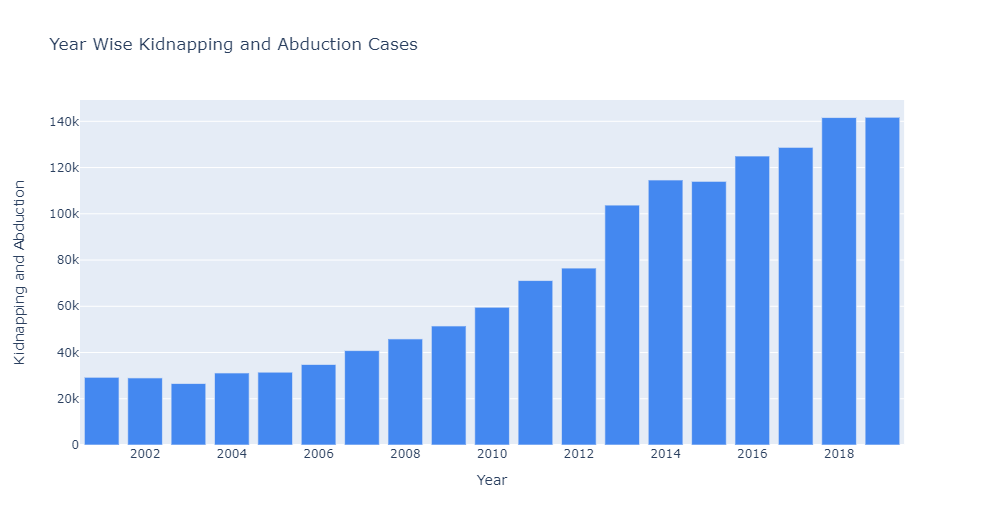 Year Wise Kidnapping and Abduction Cases
Kidnapping and Abduction
140k
120k
100k
80k
60k
40k
20k
0
2002 2004 2006 2008 2010 2012 2014 2016 2018
Year